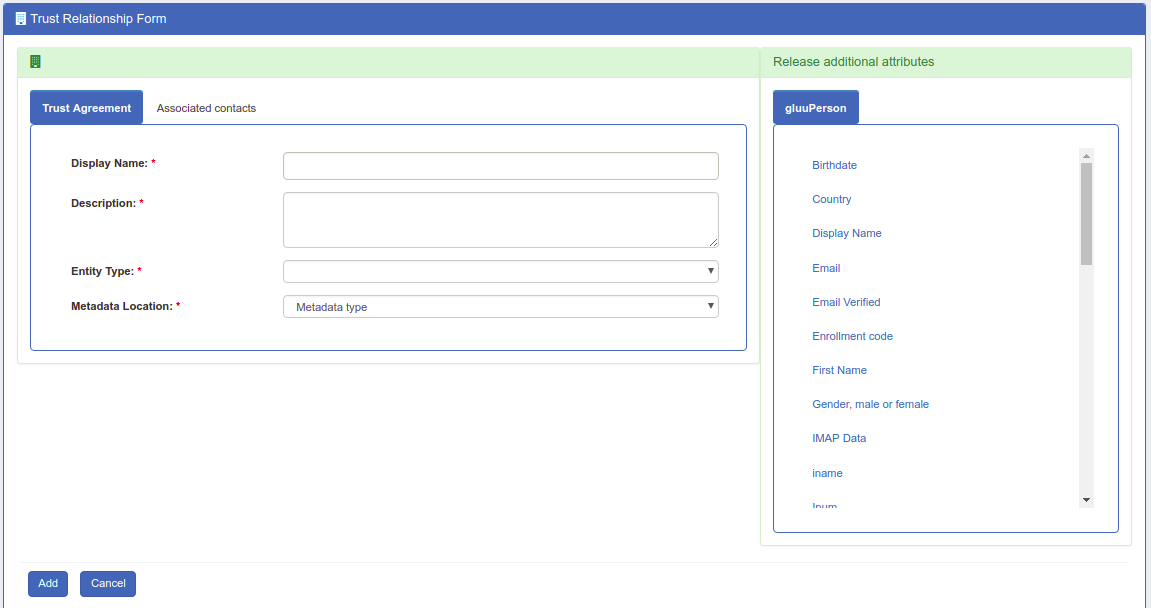 Trust Relationship Form
Trust Agreement
Associated contacts
Display Name: *
Description: *
Entity Type: *
Metadata Location: *
Metadata type
Release additional attributes
gluuPerson
Birthdate
Country
Display Name
Email
Email Verified
Enrollment code
First Name
Gender, male or female
IMAP Data
iname
Inum
Add
Cancel